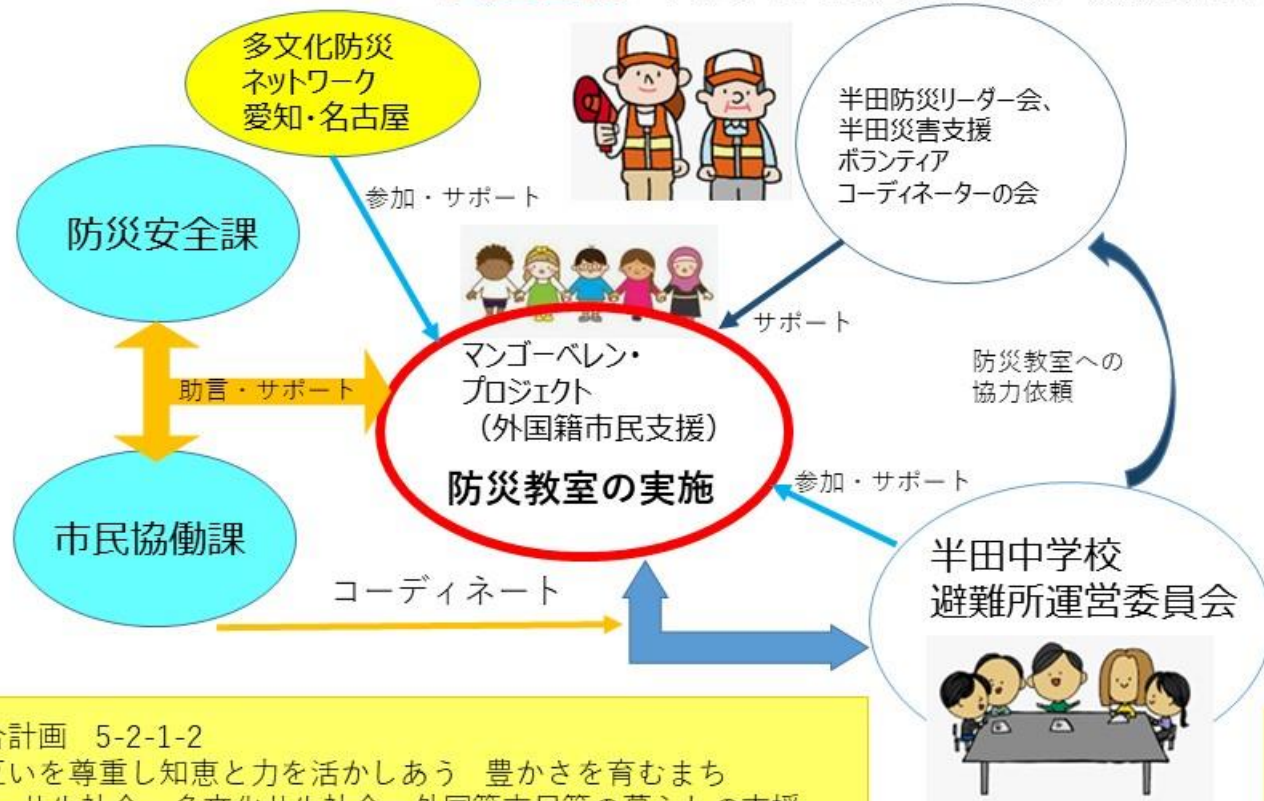 多文化防災
ネットワーク
愛知・名古屋
半田防災リーダー会、
半田災害支援
ボランティア
コーディネーターの会
参加・サポート
防災安全課
サポート
マンゴーベレン・
プロジェクト
（外国籍市民支援）
防災教室の実施
助言・サポート
防災教室への
協力依頼
参加・サポート
市民協働課
半田中学校
避難所運営委員会
コーディネート
計画 5-2-1-2
いを尊重し知恵と力を活かしあう 豊かさを育むまち